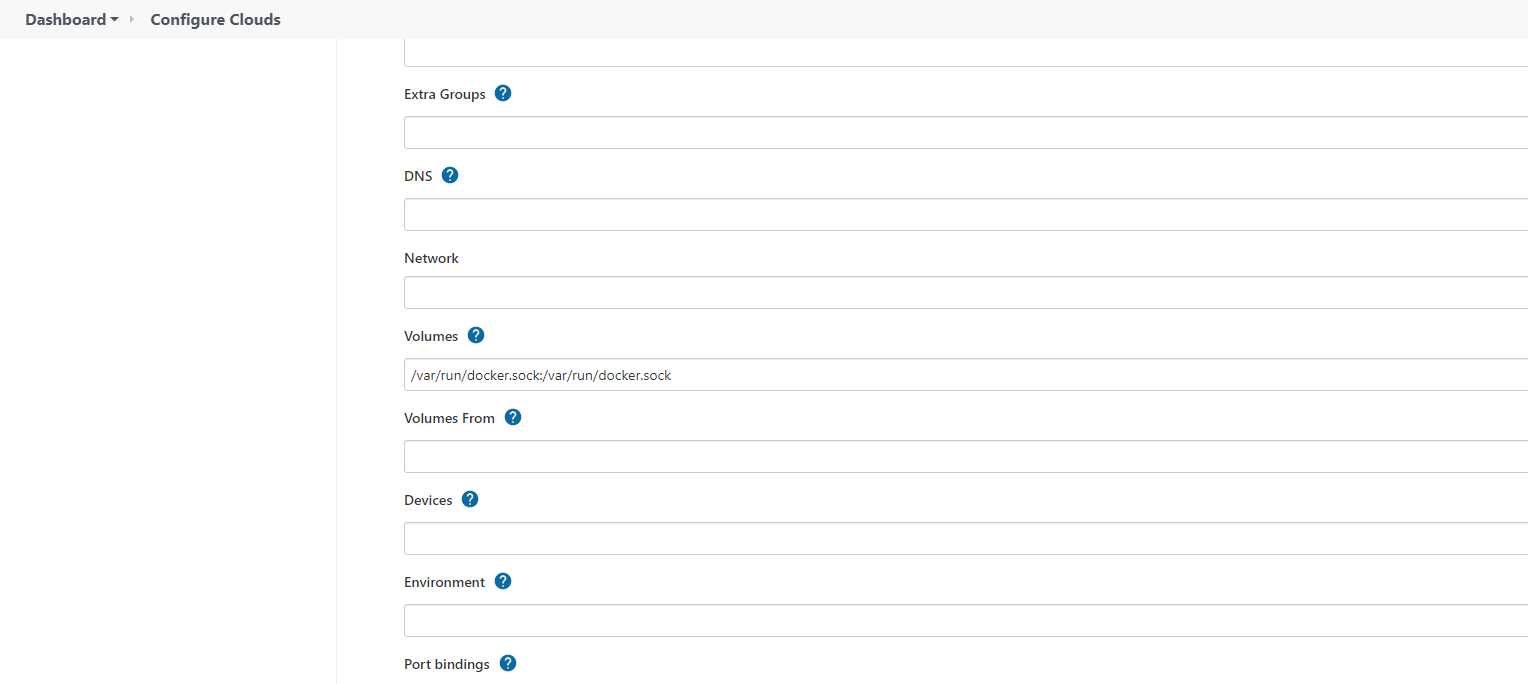 Dashboard Configure Clouds
Extra Groups ?
DNS ?
Network
Volumes ?
/var/run/docker.sock:/var/run/docker.sock
Volumes From ?
Devices ?
Environment ?
Port bindings ?